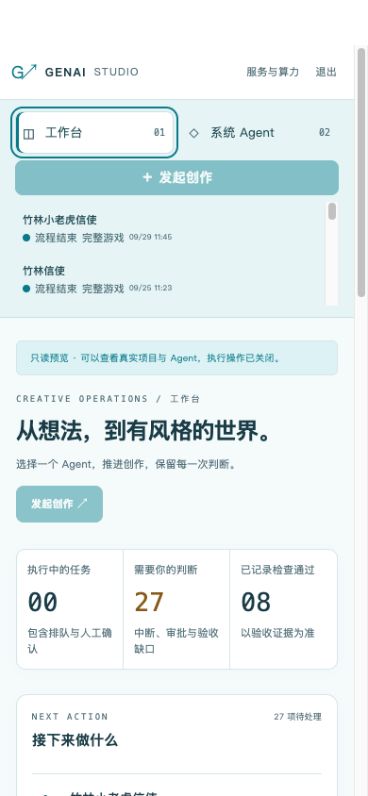 GENAI STUDIO
服务与算力 退出
工作台 01
系统 Agent 02
+ 发起创作
竹林小老虎信使
流程结束 完整游戏 09/29 11:45
竹林信使
流程结束 完整游戏 09/25 11:23
只读预览 · 可以查看真实项目与 Agent，执行操作已关闭。
CREATIVE OPERATIONS / 工作台
从想法，到有风格的世界。
选择一个 Agent，推进创作，保留每一次判断。
发起创作 ↗
执行中的任务
00
包含排队与人工确
认
需要你的判断
27
中断、审批与验收
缺口
已记录检查通过
08
以验收证据为准
NEXT ACTION
27 项待处理
接下来做什么
竹林小老虎信使